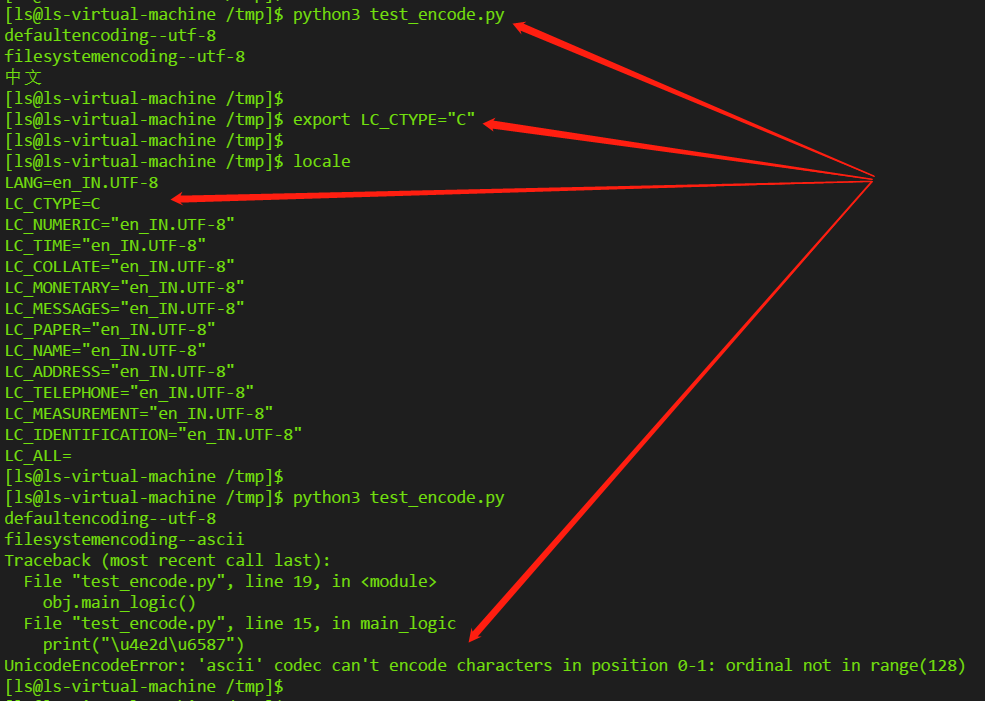 [ls@ls-virtual-machine /tmp]$ python3 test_encode.py
defaultencoding--utf-8
filesystemencoding--utf-8
中文
[ls@ls-virtual-machine /tmp]$
[ls@ls-virtual-machine /tmp]$ export LC_CTYPE="C"
[ls@ls-virtual-machine /tmp]$
[ls@ls-virtual-machine /tmp]$ locale
LANG=en_IN.UTF-8
LC_CTYPE=C
LC_NUMERIC="en_IN.UTF-8"
LC_TIME="en_IN.UTF-8"
LC_COLLATE="en_IN.UTF-8"
LC_MONETARY="en_IN.UTF-8"
LC_MESSAGES="en_IN.UTF-8"
LC_PAPER="en_IN.UTF-8"
LC_NAME="en_IN.UTF-8"
LC_ADDRESS="en_IN.UTF-8"
LC_TELEPHONE="en_IN.UTF-8"
LC_MEASUREMENT="en_IN.UTF-8"
LC_IDENTIFICATION="en_IN.UTF-8"
LC_ALL=
[ls@ls-virtual-machine /tmp]$
[ls@ls-virtual-machine /tmp]$ python3 test_encode.py
defaultencoding--utf-8
filesystemencoding--ascii
Traceback (most recent call last):
  File "test_encode.py", line 19, in <module>
    obj.main_logic()
  File "test_encode.py", line 15, in main_logic
    print("\u4e2d\u6587")
UnicodeEncodeError: 'ascii' codec can't encode characters in position 0-1: ordinal not in range(128)
[ls@ls-virtual-machine /tmp]$